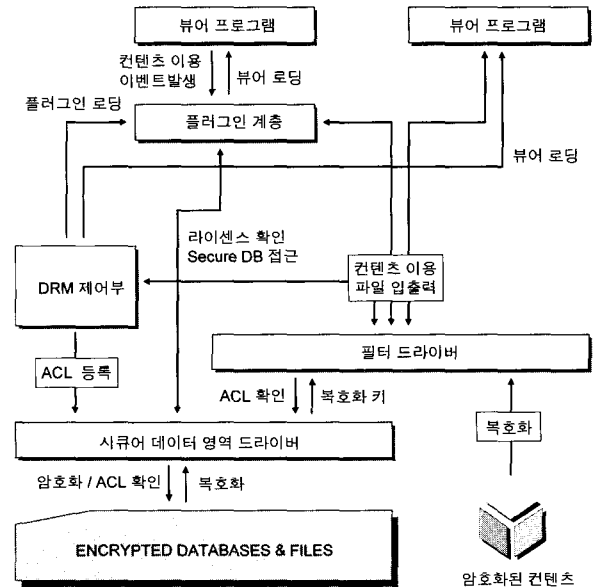 뷰어 프로그램
뷰어 프로그램
컨텐츠 이용
이벤트발생
뷰어 로딩
플러그인 로딩
플러그인 계층
뷰어 로딩
라이센스 확인
Secure DB 접근
DRM 제어부
컨텐츠 이용
파일 입출력
필터 드라이버
ACL 등록
ACL 확인
복호화 키
복호화
시큐어 데이터 영역 드라이버
암호화 / ACL 확인
복호화
ENCRYPTED DATABASES & FILES
암호화된 컨텐츠